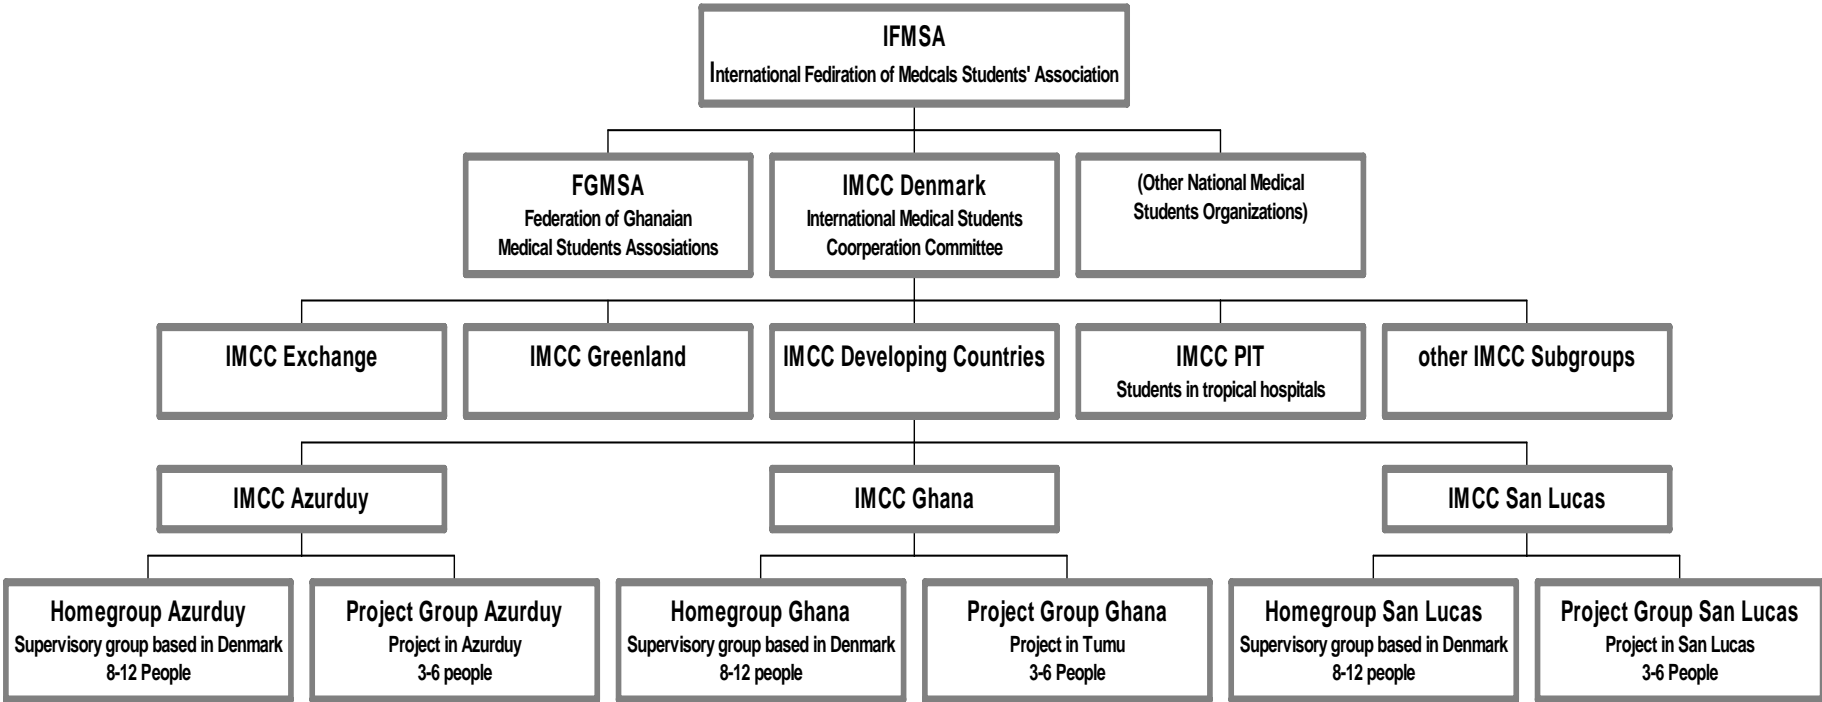 IFMSA
International Fediration of Medcals Students' Association
FGMSA
Federation of Ghanaian
Medical Students Assosiations
IMCC Denmark
International Medical Students
Coorperation Committee
(Other National Medical
Students Organizations)
IMCC Exchange
IMCC Greenland
IMCC Developing Countries
IMCC PIT
Students in tropical hospitals
other IMCC Subgroups
IMCC Azurduy
IMCC Ghana
IMCC San Lucas
Homegroup Azurduy
Supervisory group based in Denmark
8-12 People
Project Group Azurduy
Project in Azurduy
3-6 people
Homegroup Ghana
Supervisory group based in Denmark
8-12 people
Project Group Ghana
Project in Tumu
3-6 People
Homegroup San Lucas
Supervisory group based in Denmark
8-12 people
Project Group San Lucas
Project in San Lucas
3-6 People